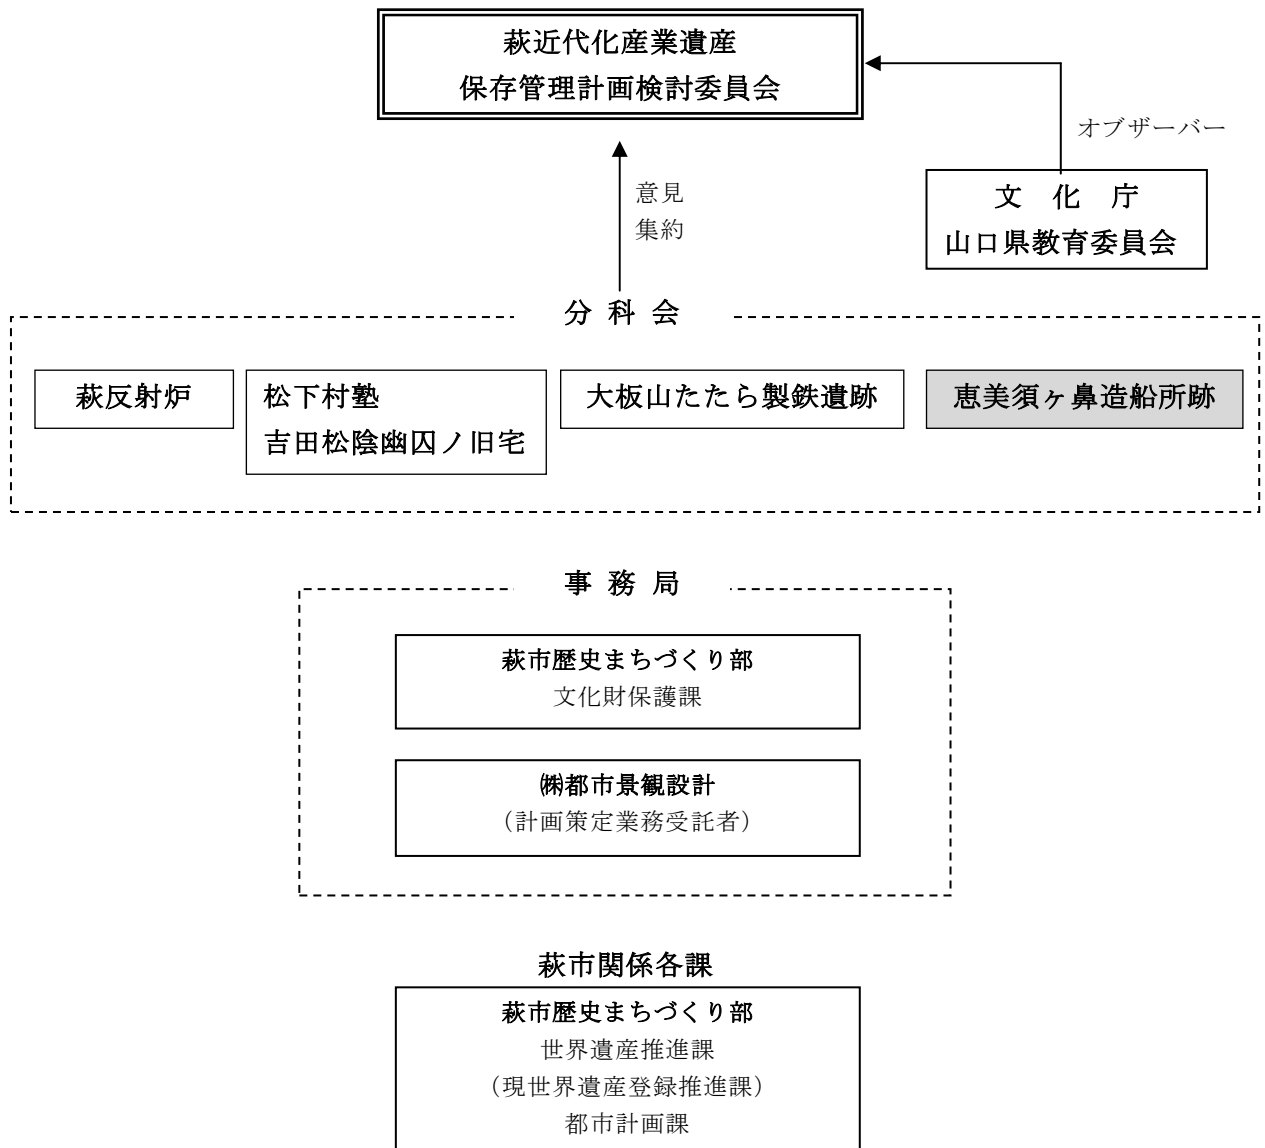 萩近代化産業遺産
保存管理計画検討委員会
オブザーバー
文 化 庁
山口県教育委員会
意見
集約
分 科 会
萩反射炉
松下村塾
吉田松陰幽囚ノ旧宅
大板山たたら製鉄遺跡
恵美須ヶ鼻造船所跡
事 務 局
萩市歴史まちづくり部
文化財保護課
㈱都市景観設計
(計画策定業務受託者)
萩市関係各課
萩市歴史まちづくり部
世界遺産推進課
(現世界遺産登録推進課)
都市計画課